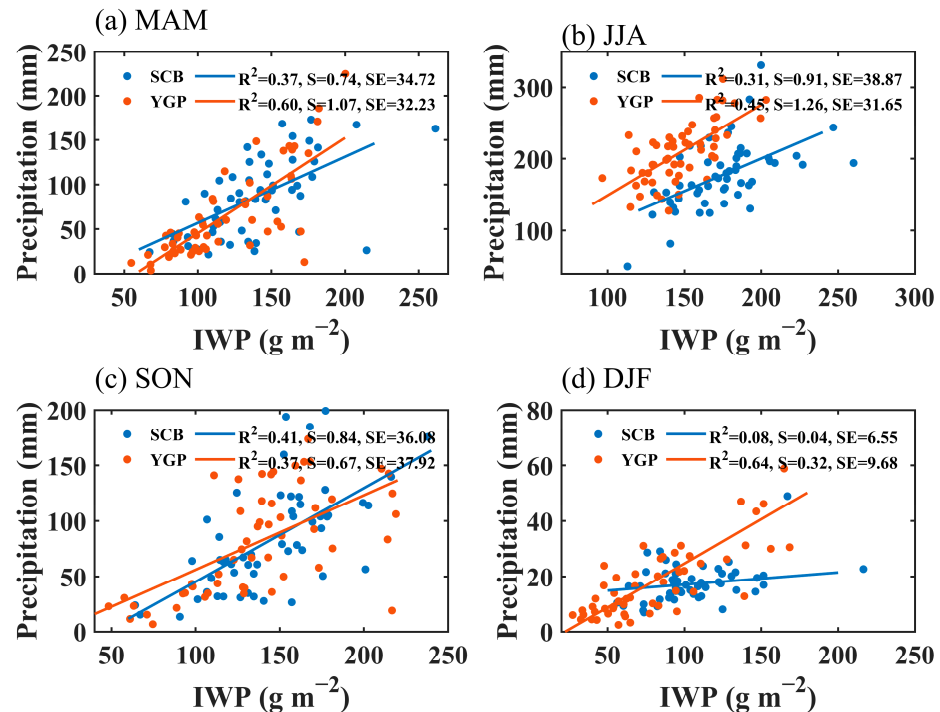 (a) MAM
Precipitation (mm)
250
200
150
100
50
0
SCB R²=0.37, S=0.74, SE=34.72
YGP R²=0.60, S=1.07, SE=32.23
50 100 150 200 250
IWP (g m⁻²)
(b) JJA
Precipitation (mm)
300
200
100
0
SCB R²=0.31, S=0.91, SE=38.87
YGP R²=0.45, S=1.26, SE=31.65
100 150 200 250 300
IWP (g m⁻²)
(c) SON
Precipitation (mm)
200
150
100
50
0
SCB R²=0.41, S=0.84, SE=36.08
YGP R²=0.37, S=0.67, SE=37.92
50 100 150 200 250
IWP (g m⁻²)
(d) DJF
Precipitation (mm)
80
60
40
20
0
SCB R²=0.08, S=0.04, SE=6.55
YGP R²=0.64, S=0.32, SE=9.68
50 100 150 200 250
IWP (g m⁻²)